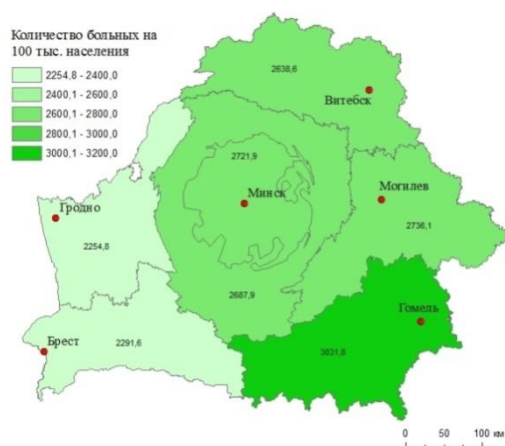 Количество больных на
100 тыс. населения
2254,8 - 2400,0
2400,1 - 2600,0
2600,1 - 2800,0
2800,1 - 3000,0
3000,1 - 3200,0
2638,6
Витебск
2721,9
Минск
Могилев
Гродно
2736,1
2254,8
2687,9
Гомель
Брест
2291,6
3031,8
0 50 100 км